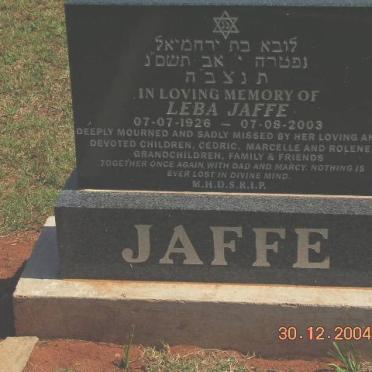 לובא בת ירחמיאל
נפטרה י׳ אב תשס״ג
ת נ צ ב״ה
IN LOVING MEMORY OF
LEBA JAFFE
07-07-1926 — 07-08-2003
DEEPLY MOURNED AND SADLY MISSED BY HER LOVING AND
DEVOTED CHILDREN, CEDRIC, MARCELLE AND ROLENE
GRANDCHILDREN, FAMILY & FRIENDS
TOGETHER ONCE AGAIN, WITH DAD AND MARCY. NOTHING IS
EVER LOST IN DIVINE MIND.
M.H.D.S.R.I.P.
JAFFE
30.12.2004